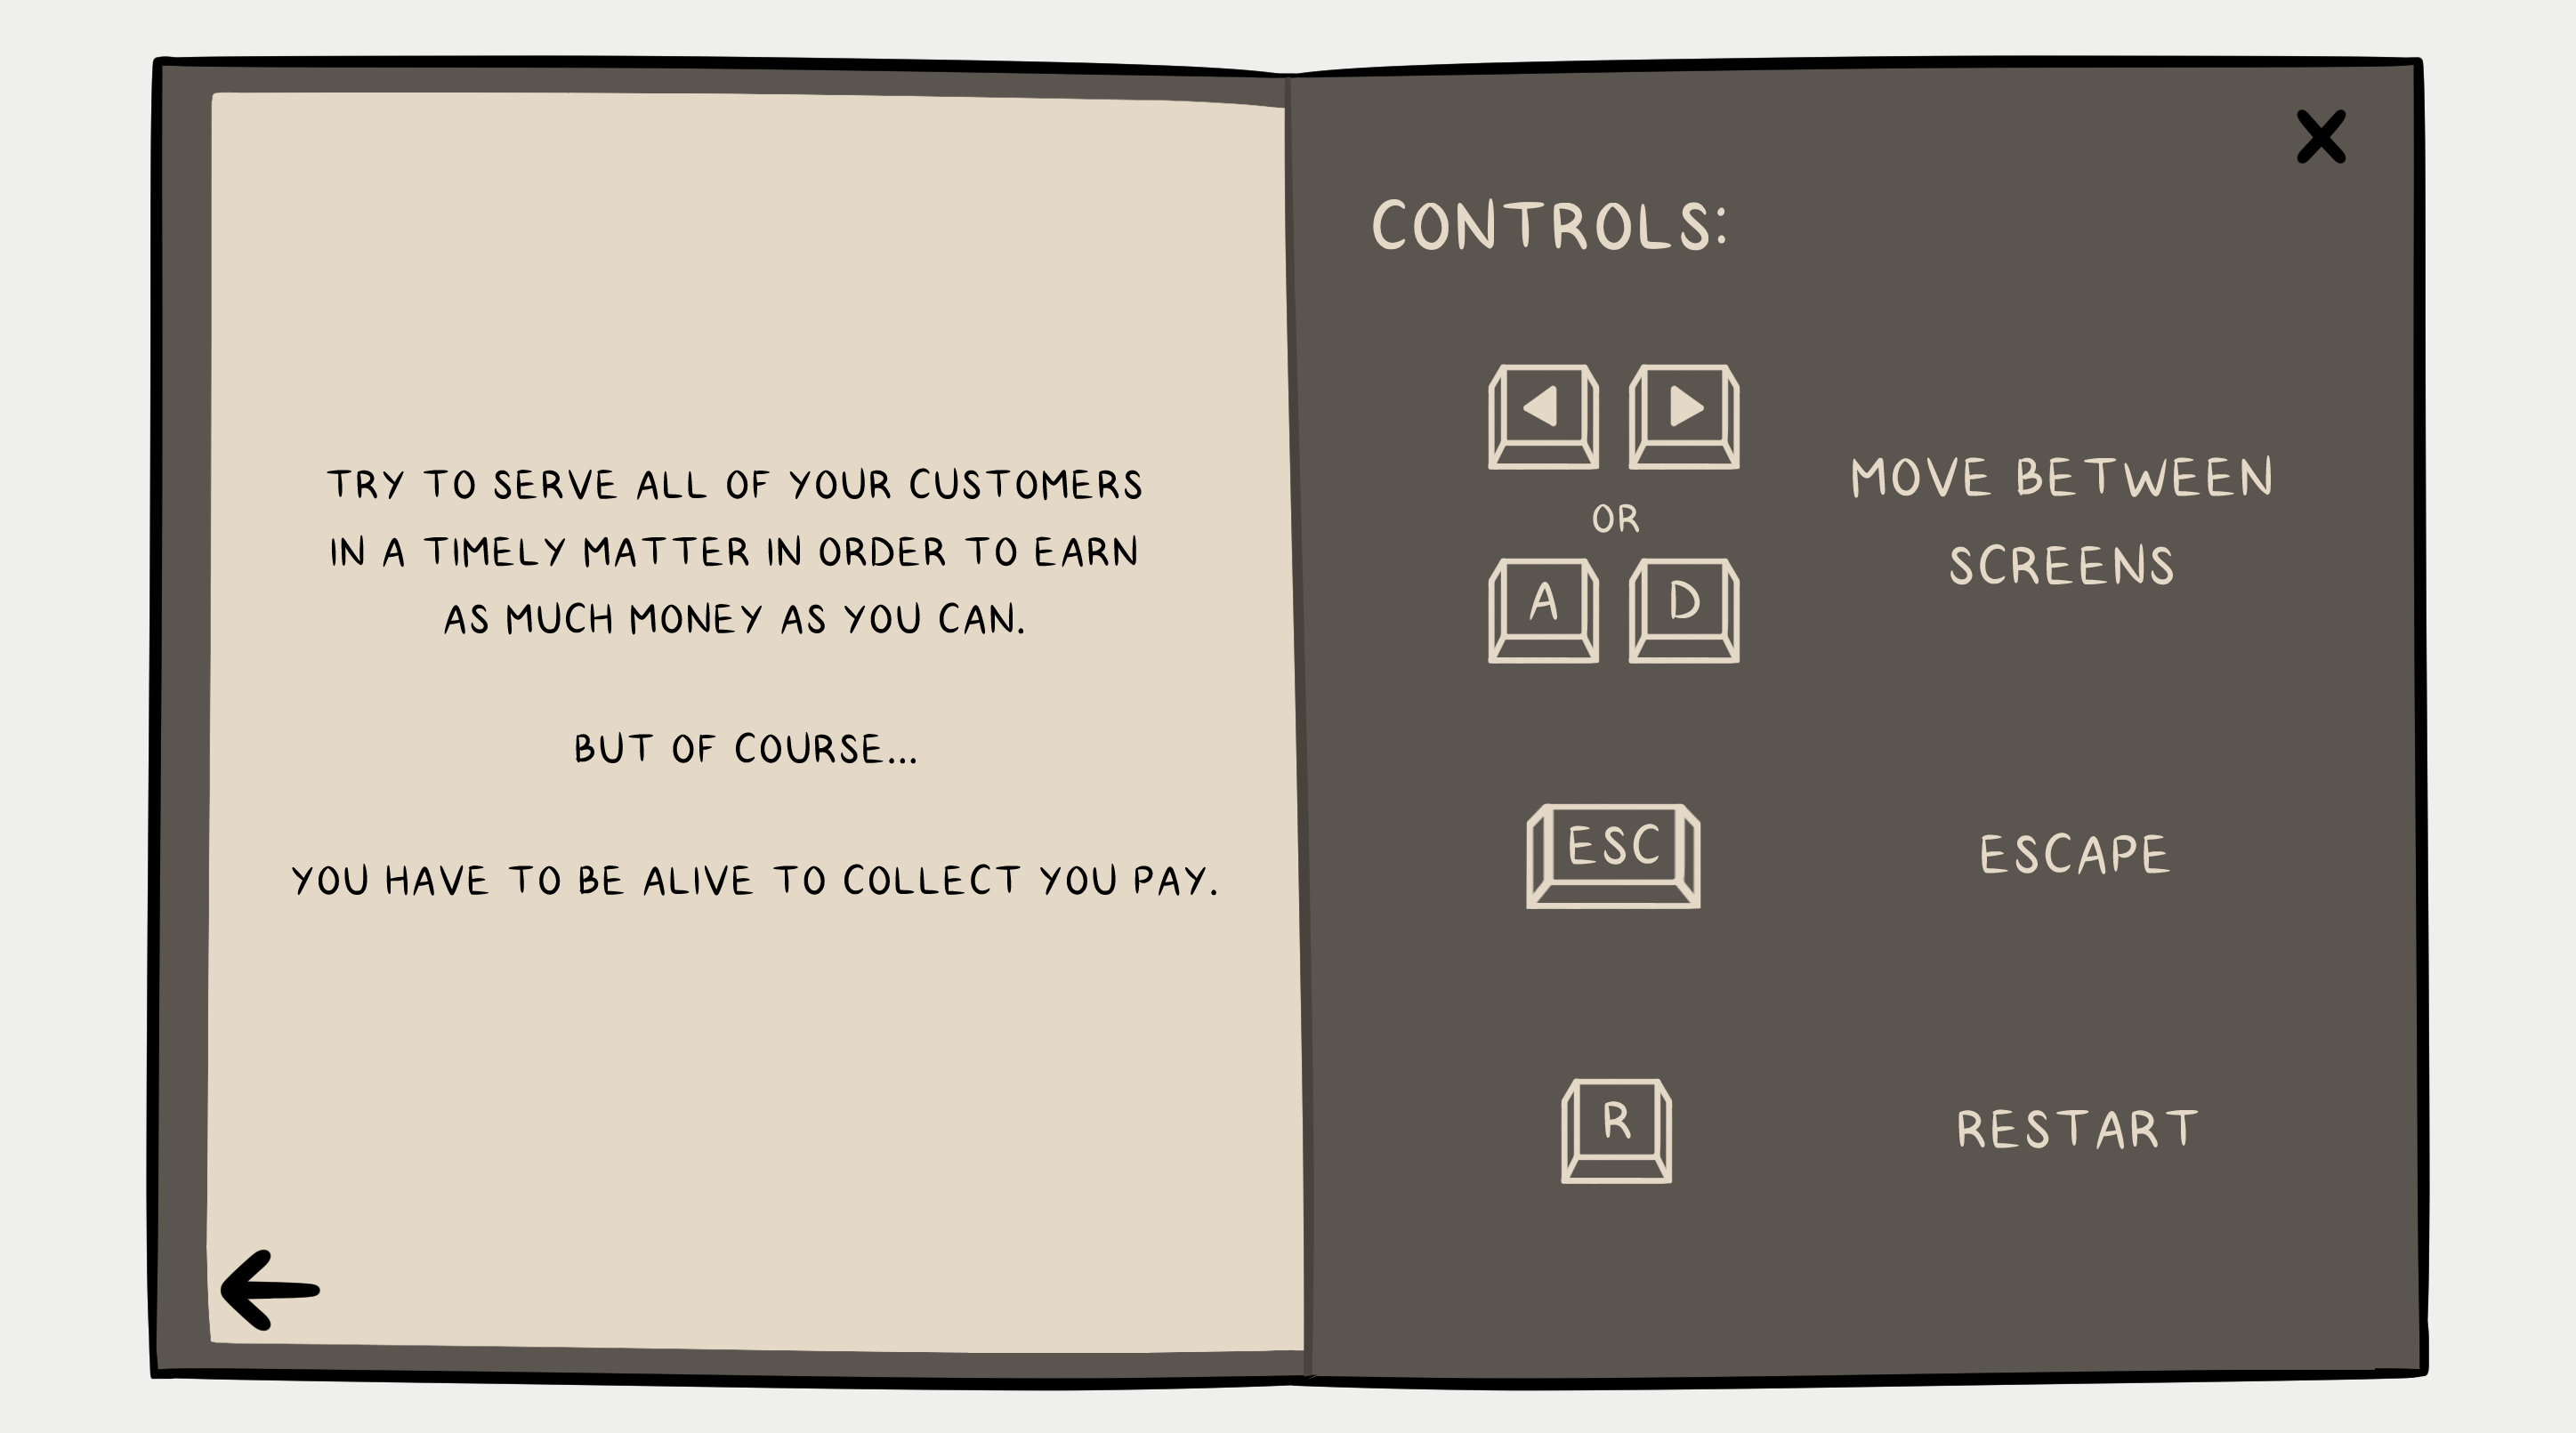 TRY TO SERVE ALL OF YOUR CUSTOMERS
IN A TIMELY MATTER IN ORDER TO EARN
AS MUCH MONEY AS YOU CAN.
BUT OF COURSE...
YOU HAVE TO BE ALIVE TO COLLECT YOU PAY.
CONTROLS:
OR
A D
MOVE BETWEEN
SCREENS
ESC
ESCAPE
R
RESTART